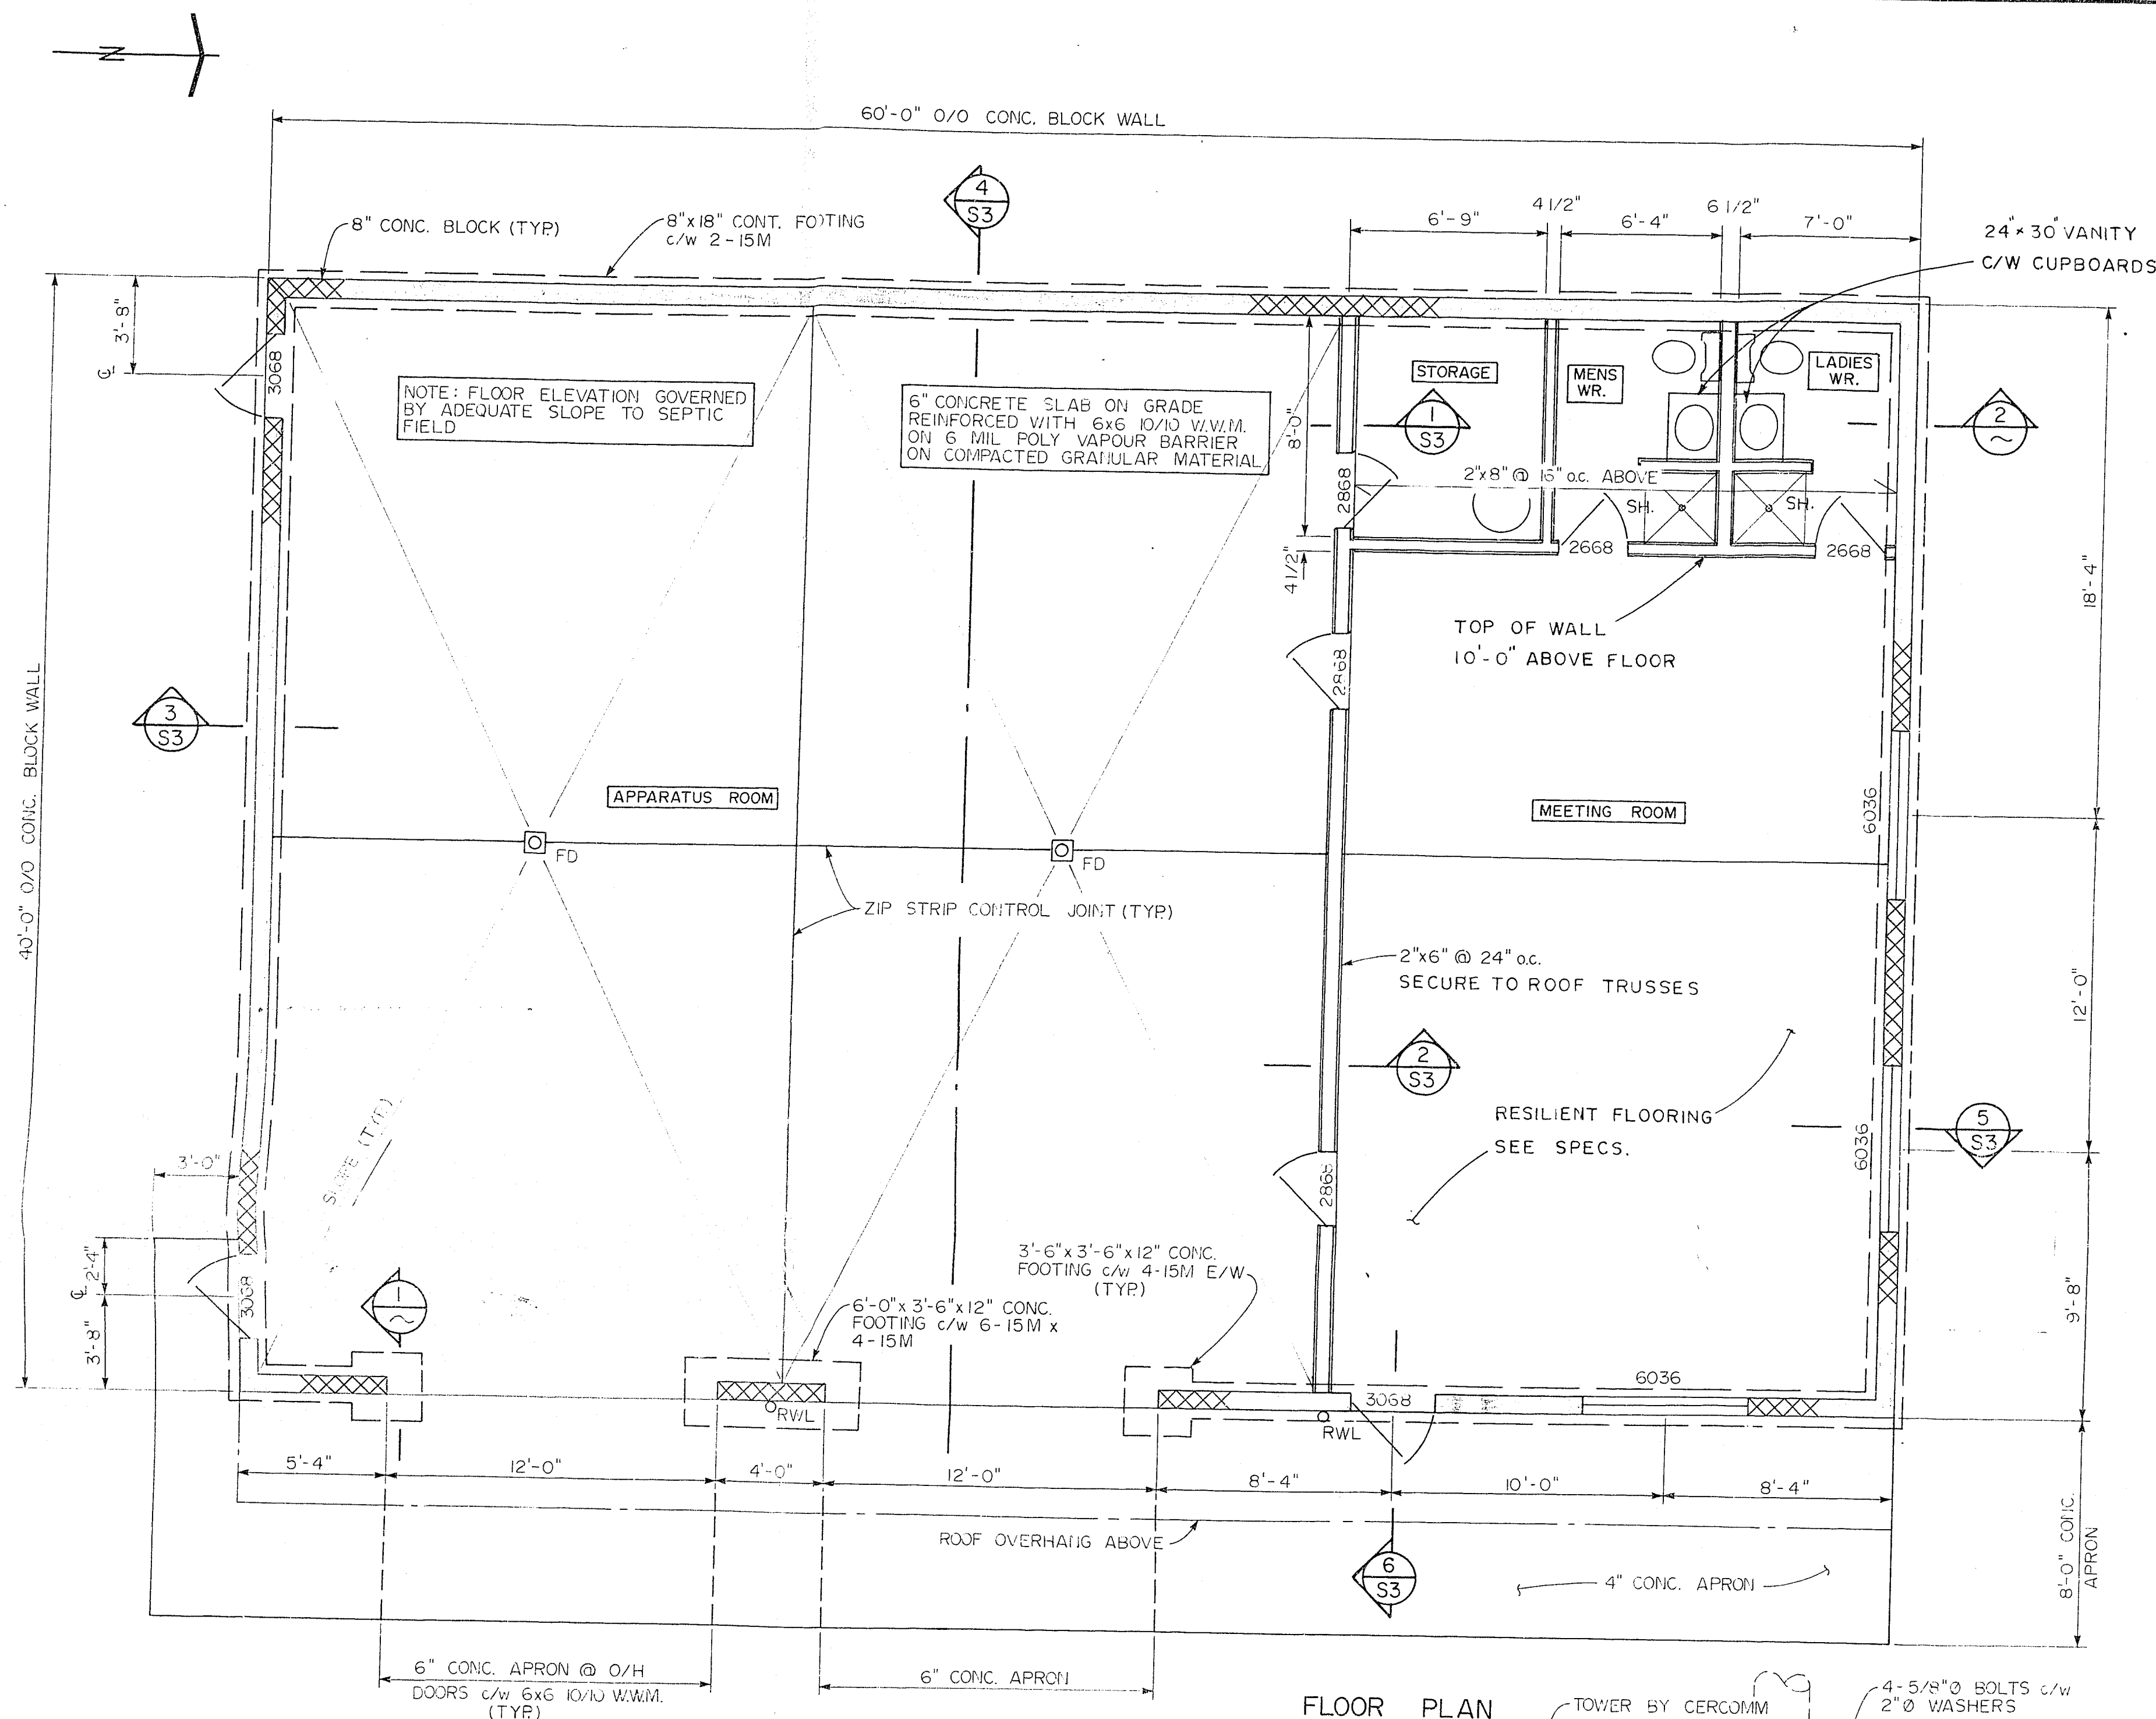 N
60'-0" O/O CONC. BLOCK WALL
4
S3
8" CONC. BLOCK (TYP.)
8"x18" CONT. FOOTING
c/w 2-15M
6'-9"
4 1/2"
6'-4"
6 1/2"
7'-0"
24"x30" VANITY
C/W CUPBOARDS
3'-8"
℄
3068
NOTE: FLOOR ELEVATION GOVERNED
BY ADEQUATE SLOPE TO SEPTIC
FIELD
6" CONCRETE SLAB ON GRADE
REINFORCED WITH 6x6 10/10 W.W.M.
ON 6 MIL POLY VAPOUR BARRIER
ON COMPACTED GRANULAR MATERIAL
8'-0"
STORAGE
MENS
WR.
LADIES
WR.
1
S3
2
~
2868
2"x8" @ 16" o.c. ABOVE
SH.
SH.
4 1/2"
2668
2668
18'-4"
TOP OF WALL
10'-0" ABOVE FLOOR
2868
3
S3
40'-0" O/O CONC. BLOCK WALL
APPARATUS ROOM
MEETING ROOM
6036
FD
FD
ZIP STRIP CONTROL JOINT (TYP.)
2"x6" @ 24" o.c.
SECURE TO ROOF TRUSSES
12'-0"
2
S3
RESILIENT FLOORING
SEE SPECS.
5
S3
6036
SLOPE (TYP.)
3'-0"
2868
2'-4"
℄
3068
3'-8"
1
~
3'-6"x 3'-6"x 12" CONC.
FOOTING c/w 4-15M E/W
(TYP.)
6'-0"x 3'-6"x 12" CONC.
FOOTING c/w 6-15M x
4-15M
9'-8"
RWL
RWL
3068
6036
5'-4"
12'-0"
4'-0"
12'-0"
8'-4"
10'-0"
8'-4"
ROOF OVERHANG ABOVE
6
S3
4" CONC. APRON
8'-0" CONC.
APRON
6" CONC. APRON @ O/H
DOORS c/w 6x6 10/10 W.W.M.
(TYP.)
6" CONC. APRON
FLOOR PLAN
TOWER BY CERCOMM
4-5/8"Ø BOLTS c/w
2"Ø WASHERS